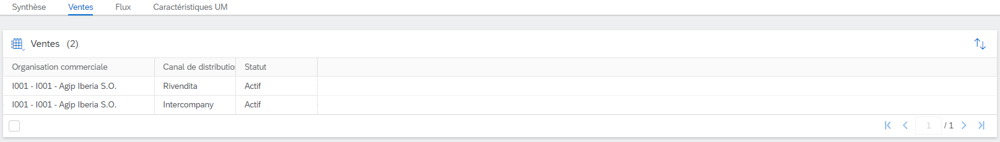 Synthèse Ventes Flux Caractéristiques UM
Ventes (2)
Organisation commerciale Canal de distributio Statut
I001 - I001 - Agip Iberia S.O. Rivendita Actif
I001 - I001 - Agip Iberia S.O. Intercompany Actif
1 / 1